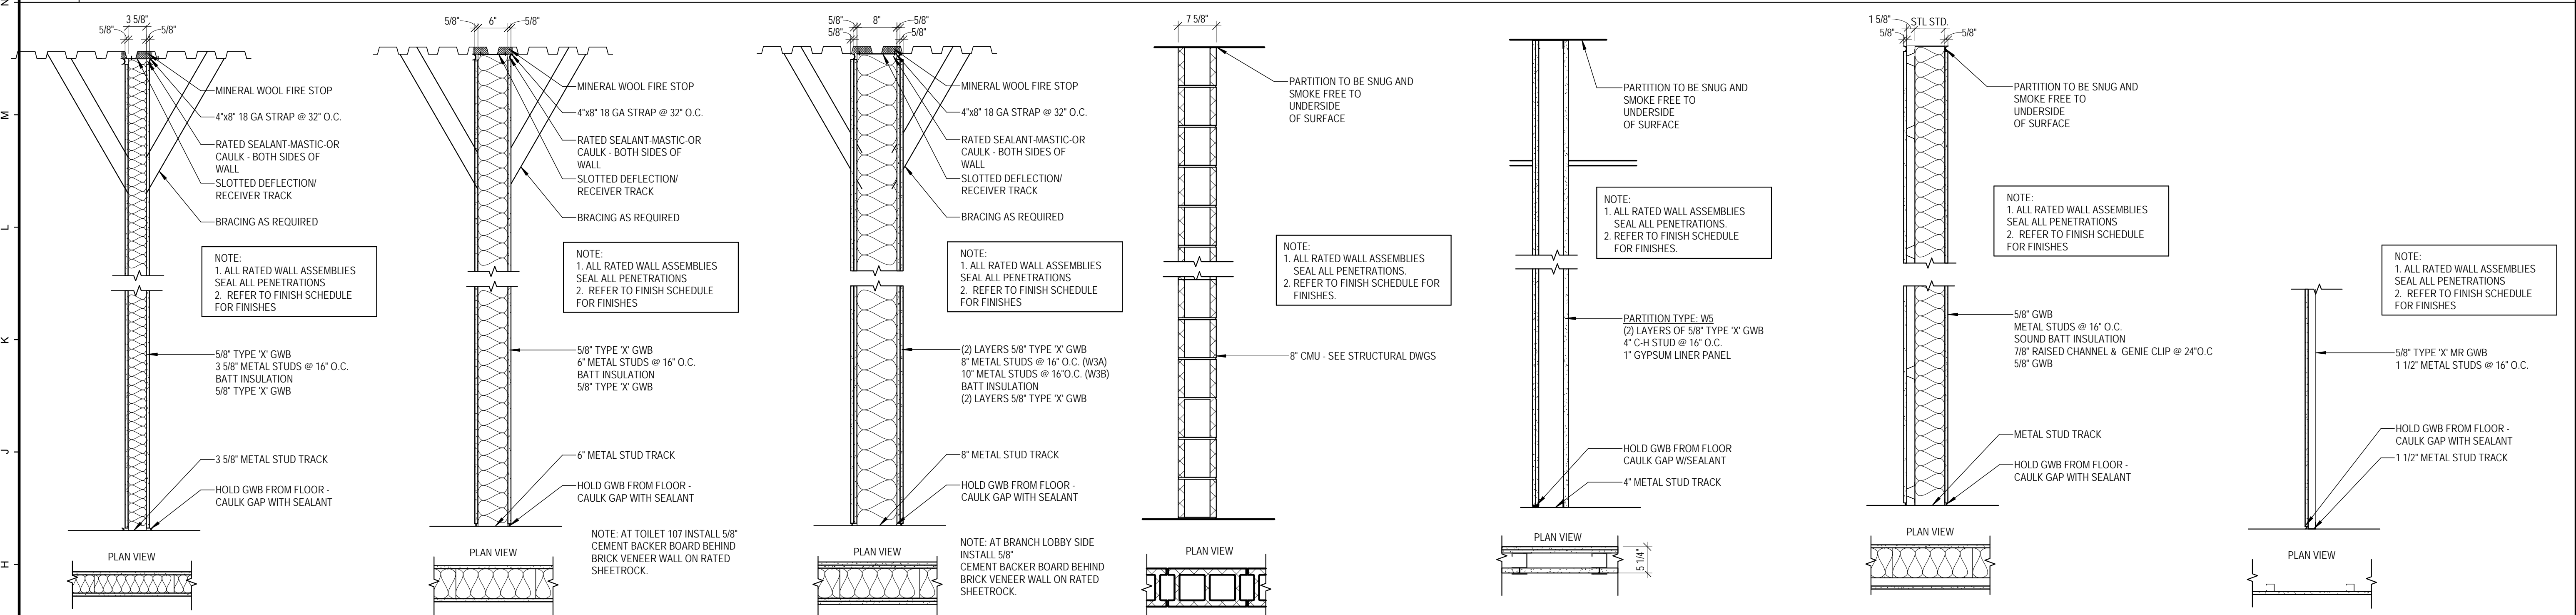 N
M
L
K
J
H
3 5/8"
5/8"
5/8"
MINERAL WOOL FIRE STOP
4"x8" 18 GA STRAP @ 32" O.C.
RATED SEALANT-MASTIC-OR
CAULK - BOTH SIDES OF
WALL
SLOTTED DEFLECTION/
RECEIVER TRACK
BRACING AS REQUIRED
NOTE:
1. ALL RATED WALL ASSEMBLIES
SEAL ALL PENETRATIONS
2. REFER TO FINISH SCHEDULE
FOR FINISHES
5/8" TYPE 'X' GWB
3 5/8" METAL STUDS @ 16" O.C.
BATT INSULATION
5/8" TYPE 'X' GWB
3 5/8" METAL STUD TRACK
HOLD GWB FROM FLOOR -
CAULK GAP WITH SEALANT
PLAN VIEW
5/8"
6"
5/8"
MINERAL WOOL FIRE STOP
4"x8" 18 GA STRAP @ 32" O.C.
RATED SEALANT-MASTIC-OR
CAULK - BOTH SIDES OF
WALL
SLOTTED DEFLECTION/
RECEIVER TRACK
BRACING AS REQUIRED
NOTE:
1. ALL RATED WALL ASSEMBLIES
SEAL ALL PENETRATIONS
2. REFER TO FINISH SCHEDULE
FOR FINISHES
5/8" TYPE 'X' GWB
6" METAL STUDS @ 16" O.C.
BATT INSULATION
5/8" TYPE 'X' GWB
6" METAL STUD TRACK
HOLD GWB FROM FLOOR -
CAULK GAP WITH SEALANT
NOTE: AT TOILET 107 INSTALL 5/8"
CEMENT BACKER BOARD BEHIND
BRICK VENEER WALL ON RATED
SHEETROCK.
PLAN VIEW
5/8"
8"
5/8"
5/8"
5/8"
MINERAL WOOL FIRE STOP
4"x8" 18 GA STRAP @ 32" O.C.
RATED SEALANT-MASTIC-OR
CAULK - BOTH SIDES OF
WALL
SLOTTED DEFLECTION/
RECEIVER TRACK
BRACING AS REQUIRED
NOTE:
1. ALL RATED WALL ASSEMBLIES
SEAL ALL PENETRATIONS
2. REFER TO FINISH SCHEDULE
FOR FINISHES
(2) LAYERS 5/8" TYPE 'X' GWB
8" METAL STUDS @ 16" O.C. (W3A)
10" METAL STUDS @ 16"O.C. (W3B)
BATT INSULATION
(2) LAYERS 5/8" TYPE 'X' GWB
8" METAL STUD TRACK
HOLD GWB FROM FLOOR -
CAULK GAP WITH SEALANT
NOTE: AT BRANCH LOBBY SIDE
INSTALL 5/8"
CEMENT BACKER BOARD BEHIND
BRICK VENEER WALL ON RATED
SHEETROCK.
PLAN VIEW
7 5/8"
PARTITION TO BE SNUG AND
SMOKE FREE TO
UNDERSIDE
OF SURFACE
NOTE:
1. ALL RATED WALL ASSEMBLIES
SEAL ALL PENETRATIONS.
2. REFER TO FINISH SCHEDULE FOR
FINISHES.
8" CMU - SEE STRUCTURAL DWGS
PLAN VIEW
PARTITION TO BE SNUG AND
SMOKE FREE TO
UNDERSIDE
OF SURFACE
NOTE:
1. ALL RATED WALL ASSEMBLIES
SEAL ALL PENETRATIONS.
2. REFER TO FINISH SCHEDULE
FOR FINISHES.
PARTITION TYPE: W5
(2) LAYERS OF 5/8" TYPE 'X' GWB
4" C-H STUD @ 16" O.C.
1" GYPSUM LINER PANEL
HOLD GWB FROM FLOOR
CAULK GAP W/SEALANT
4" METAL STUD TRACK
PLAN VIEW
5 1/4"
1 5/8"
STL STD.
5/8"
5/8"
PARTITION TO BE SNUG AND
SMOKE FREE TO
UNDERSIDE
OF SURFACE
NOTE:
1. ALL RATED WALL ASSEMBLIES
SEAL ALL PENETRATIONS
2. REFER TO FINISH SCHEDULE
FOR FINISHES
5/8" GWB
METAL STUDS @ 16" O.C.
SOUND BATT INSULATION
7/8" RAISED CHANNEL & GENIE CLIP @ 24"O.C
5/8" GWB
METAL STUD TRACK
HOLD GWB FROM FLOOR -
CAULK GAP WITH SEALANT
PLAN VIEW
NOTE:
1. ALL RATED WALL ASSEMBLIES
SEAL ALL PENETRATIONS
2. REFER TO FINISH SCHEDULE
FOR FINISHES
5/8" TYPE 'X' MR GWB
1 1/2" METAL STUDS @ 16" O.C.
HOLD GWB FROM FLOOR -
CAULK GAP WITH SEALANT
1 1/2" METAL STUD TRACK
PLAN VIEW